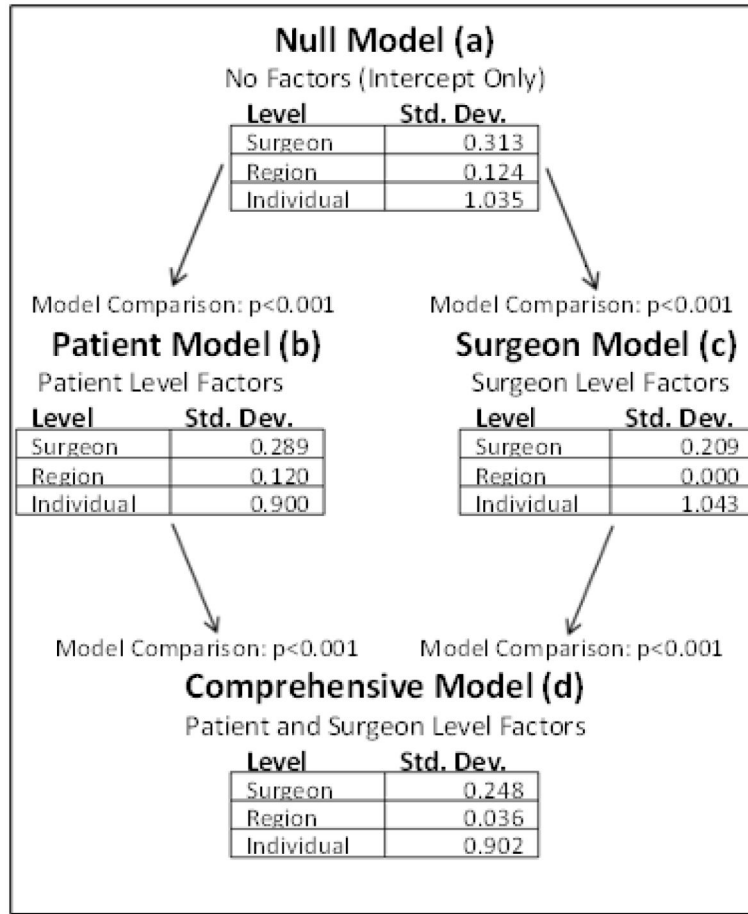 Null Model (a)
No Factors (Intercept Only)
Level Std. Dev.
Surgeon 0.313
Region 0.124
Individual 1.035
Model Comparison: p<0.001 Model Comparison: p<0.001
Patient Model (b) Surgeon Model (c)
Patient Level Factors Surgeon Level Factors
Level Std. Dev. Level Std. Dev.
Surgeon 0.289 Surgeon 0.209
Region 0.120 Region 0.000
Individual 0.900 Individual 1.043
Model Comparison: p<0.001 Model Comparison: p<0.001
Comprehensive Model (d)
Patient and Surgeon Level Factors
Level Std. Dev.
Surgeon 0.248
Region 0.036
Individual 0.902